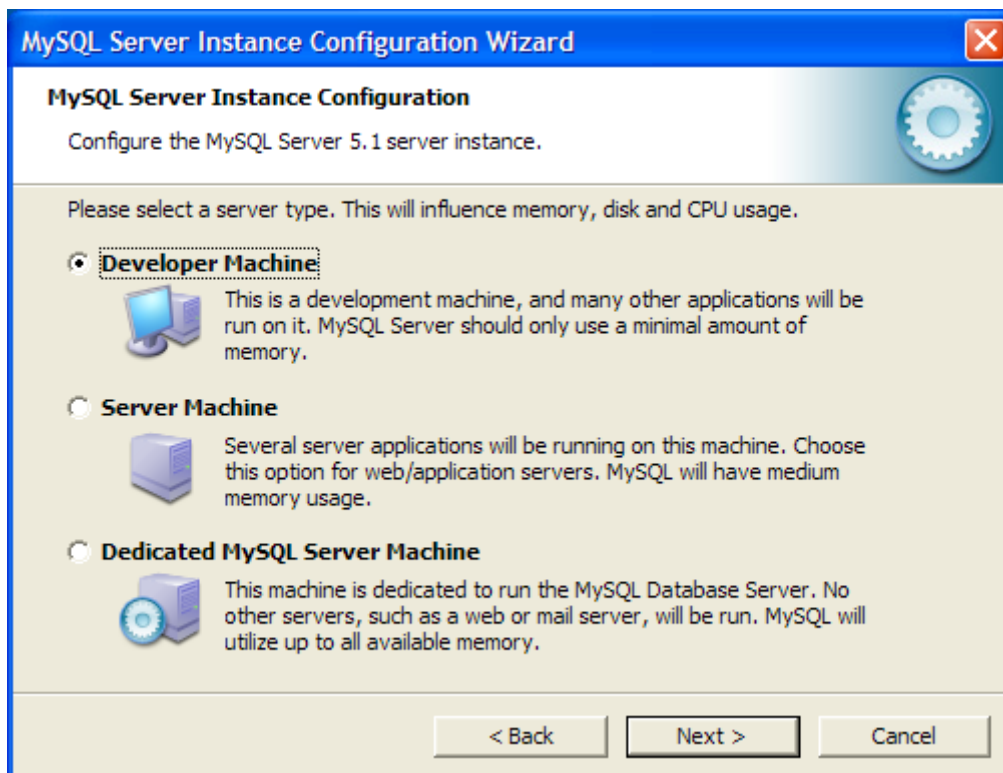 MySQL Server Instance Configuration Wizard
MySQL Server Instance Configuration
Configure the MySQL Server 5.1 server instance.
Please select a server type. This will influence memory, disk and CPU usage.
Developer Machine
This is a development machine, and many other applications will be
run on it. MySQL Server should only use a minimal amount of
memory.
Server Machine
Several server applications will be running on this machine. Choose
this option for web/application servers. MySQL will have medium
memory usage.
Dedicated MySQL Server Machine
This machine is dedicated to run the MySQL Database Server. No
other servers, such as a web or mail server, will be run. MySQL will
utilize up to all available memory.
< Back Next > Cancel